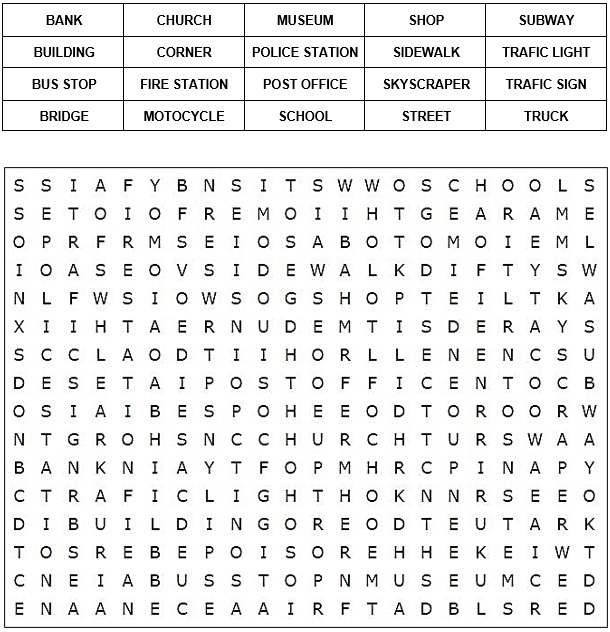 BANK CHURCH MUSEUM SHOP SUBWAY
BUILDING CORNER POLICE STATION SIDEWALK TRAFIC LIGHT
BUS STOP FIRE STATION POST OFFICE SKYSCRAPER TRAFIC SIGN
BRIDGE MOTOCYCLE SCHOOL STREET TRUCK
S S I A F Y B N S I T S W W O S C H O O L S
S E T O I O F R E M O I I H T G E A R A M E
O P R F R M S E I O S A B O T O M O I E M L
I O A S E O V S I D E W A L K D I F T Y S W
N L F W S I O W S O G S H O P T E I L T K A
X I I H T A E R N U D E M T I S D E R A Y S
S C C L A O D T I I H O R L L E N E N C S U
D E S E T A I P O S T O F F I C E N T O C B
O S I A I B E S P O H E E O D T O R O O R W
N T G R O H S N C C H U R C H T U R S W A A
B A N K N I A Y T F O P M H R C P I N A P Y
C T R A F I C L I G H T H O K N N R S E E O
D I B U I L D I N G O R E O D T E U T A R K
T O S R E B E P O I S O R E H H E K E I W T
C N E I A B U S S T O P N M U S E U M C E D
E N A A N E C E A A I R F T A D B L S R E D